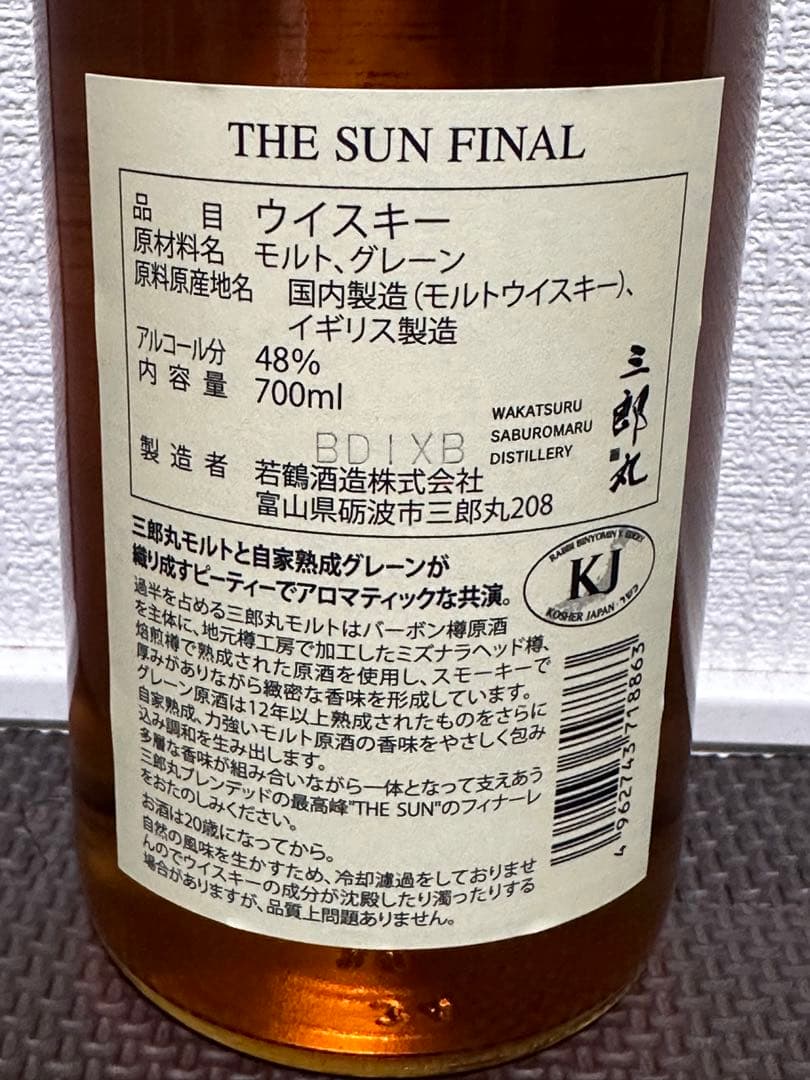 THE SUN FINAL
品目 ウイスキー
原材料名 モルト、グレーン
原料原産地名 国内製造(モルトウイスキー)、
イギリス製造
アルコール分 48%
内容量 700ml
BD1XB
WAKATSURU
SABUROMARU
DISTILLERY
三郎丸
製造者 若鶴酒造株式会社
富山県砺波市三郎丸208
三郎丸モルトと自家熟成グレーンが
織り成すピーティーでアロマティックな共演。
KJ
KOSHER JAPAN
過半を占める三郎丸モルトはバーボン樽原酒
を主体に、地元樽工房で加工したミズナラヘッド樽、
焙煎樽で熟成された原酒を使用し、スモーキーで
厚みがありながら緻密な香味を形成しています。
グレーン原酒は12年以上熟成されたものをさらに
自家熟成、力強いモルト原酒の香味をやさしく包み
込み調和を生み出します。
多層な香味が組み合いながら一体となって支えあう
三郎丸ブレンデッドの最高峰"THE SUN"のフィナーレ
をおたのしみください。
お酒は20歳になってから。
自然の風味を生かすため、冷却濾過をしておりませ
んのでウイスキーの成分が沈殿したり濁ったりする
場合がありますが、品質上問題ありません。
4 962743 718863